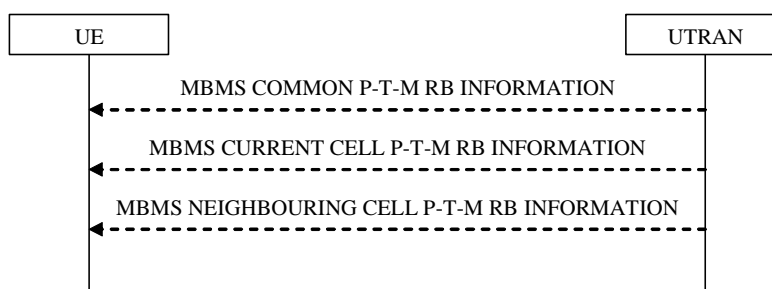 UE
UTRAN
MBMS COMMON P-T-M RB INFORMATION
MBMS CURRENT CELL P-T-M RB INFORMATION
MBMS NEIGHBOURING CELL P-T-M RB INFORMATION